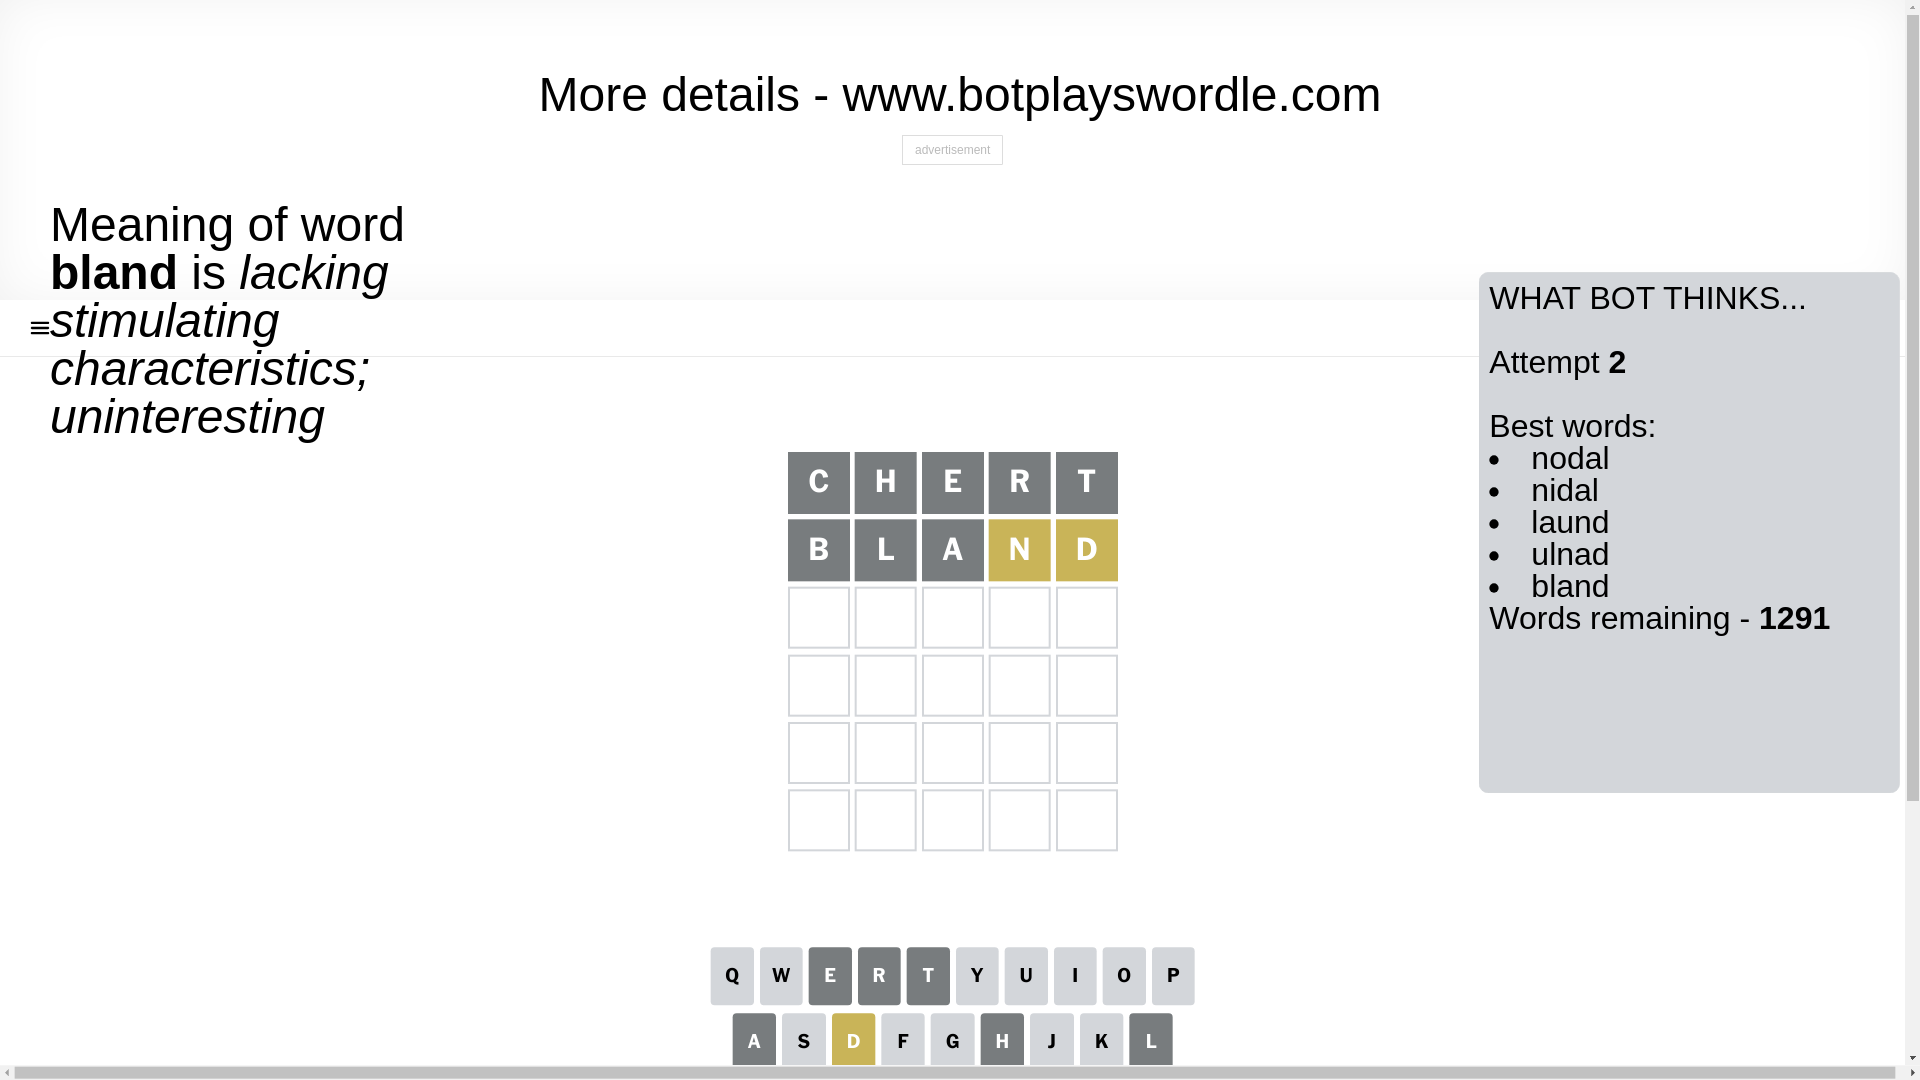 More details - www.botplayswordle.com
advertisement
Meaning of word
bland is lacking
stimulating
characteristics;
uninteresting
WHAT BOT THINKS...
Attempt 2
Best words:
nodal
nidal
laund
ulnad
bland
Words remaining - 1291
C H E R T
B L A N D
Q W E R T Y U I O P
A S D F G H J K L